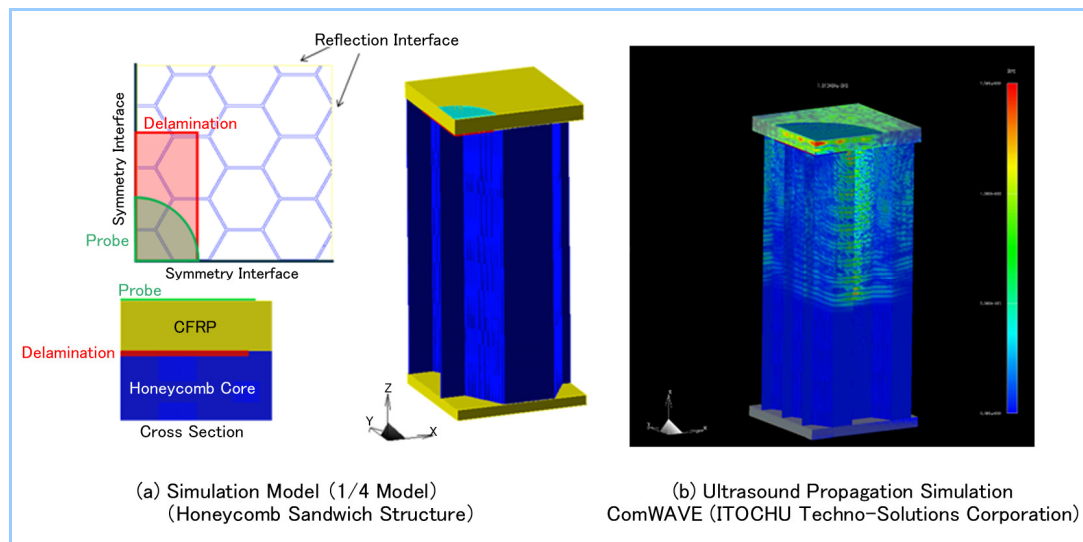 Reflection Interface
Delamination
Symmetry Interface
Probe
Symmetry Interface
Probe
CFRP
Delamination
Honeycomb Core
Cross Section
Z
Y
X
(a) Simulation Model (1/4 Model)
(Honeycomb Sandwich Structure)
(b) Ultrasound Propagation Simulation
ComWAVE (ITOCHU Techno-Solutions Corporation)